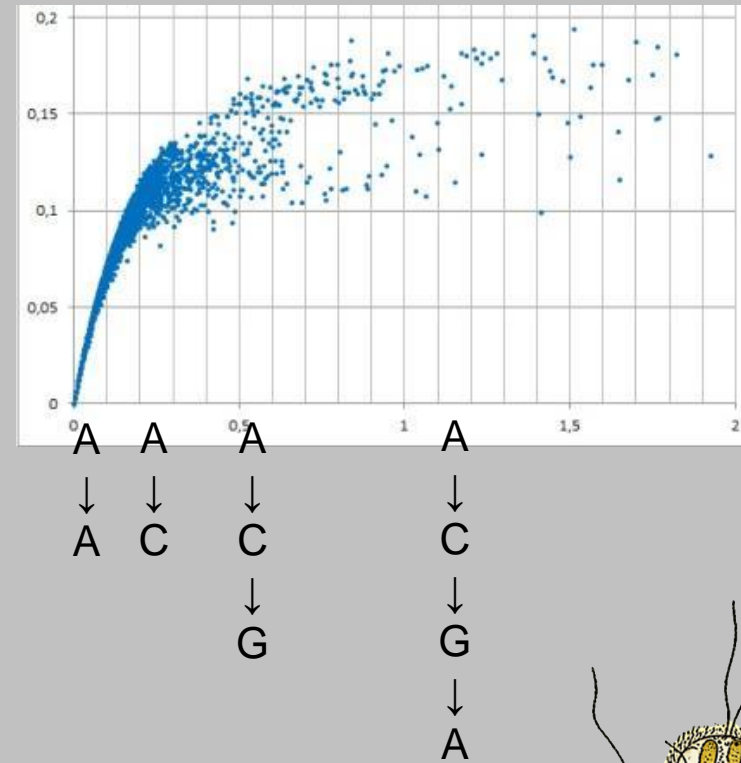 0,2
0,15
0,1
0,05
0
0 0,5 1 1,5 2
A A A A
↓ ↓ ↓ ↓
A C C C
↓ ↓
G G
↓
A